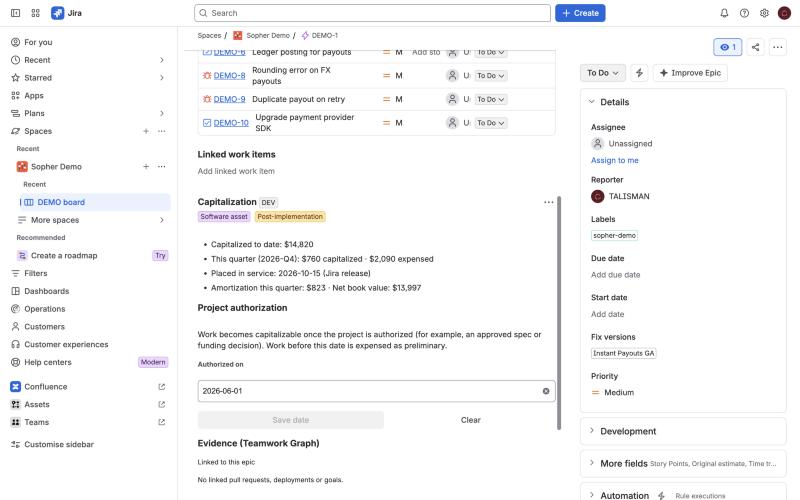 Jira
Search
+ Create
1
For you
Recent
Starred
Apps
Plans
Spaces
Recent
Sopher Demo
Recent
DEMO board
More spaces
Recommended
Create a roadmap Try
Filters
Dashboards
Operations
Customers
Customer experiences
Help centers Modern
Confluence
Assets
Teams
Customise sidebar
Spaces / Sopher Demo / DEMO-1
DEMO-6 Ledger posting for payouts M Add sto U To Do
DEMO-8 Rounding error on FX payouts M U To Do
DEMO-9 Duplicate payout on retry M U To Do
DEMO-10 Upgrade payment provider SDK M U To Do
Linked work items
Add linked work item
Capitalization DEV
Software asset Post-implementation
• Capitalized to date: $14,820
• This quarter (2026-Q4): $760 capitalized · $2,090 expensed
• Placed in service: 2026-10-15 (Jira release)
• Amortization this quarter: $823 · Net book value: $13,997
Project authorization
Work becomes capitalizable once the project is authorized (for example, an approved spec or
funding decision). Work before this date is expensed as preliminary.
Authorized on
2026-06-01
Save date Clear
Evidence (Teamwork Graph)
Linked to this epic
No linked pull requests, deployments or goals.
To Do Improve Epic
Details
Assignee
Unassigned
Assign to me
Reporter
TALISMAN
Labels
sopher-demo
Due date
Add due date
Start date
Add date
Fix versions
Instant Payouts GA
Priority
Medium
Development
More fields Story Points, Original estimate, Time tr...
Automation Rule executions